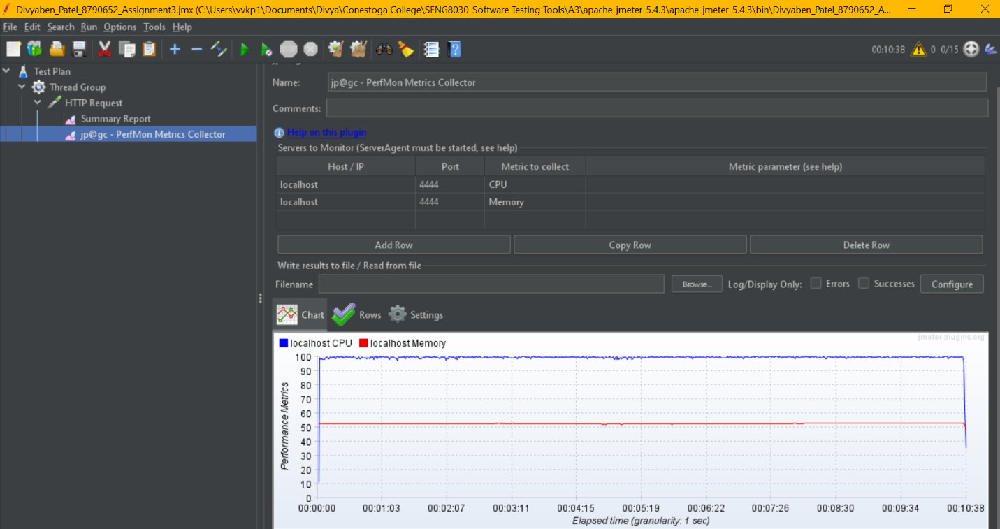 Divyaben_Patel_8790652_Assignment3.jmx (C:\Users\vvkp1\Documents\Divya\Conestoga College\SENG8030-Software Testing Tools\A3\apache-jmeter-5.4.3\apache-jmeter-5.4.3\bin\Divyaben_Patel_8790652_A...
File Edit Search Run Options Tools Help
STOP
00:10:38 0 0/15
Test Plan
Thread Group
HTTP Request
Summary Report
jp@gc - PerfMon Metrics Collector
Name: jp@gc - PerfMon Metrics Collector
Comments:
Help on this plugin
Servers to Monitor (ServerAgent must be started, see help)
Host / IP Port Metric to collect Metric parameter (see help)
localhost 4444 CPU
localhost 4444 Memory
Add Row Copy Row Delete Row
Write results to file / Read from file
Filename Browse... Log/Display Only: Errors Successes Configure
Chart Rows Settings
jmeter-plugins.org
localhost CPU localhost Memory
100
90
80
70
60
50
40
30
20
10
0
Performance Metrics
00:00:00 00:01:03 00:02:07 00:03:11 00:04:15 00:05:19 00:06:22 00:07:26 00:08:30 00:09:34 00:10:38
Elapsed time (granularity: 1 sec)